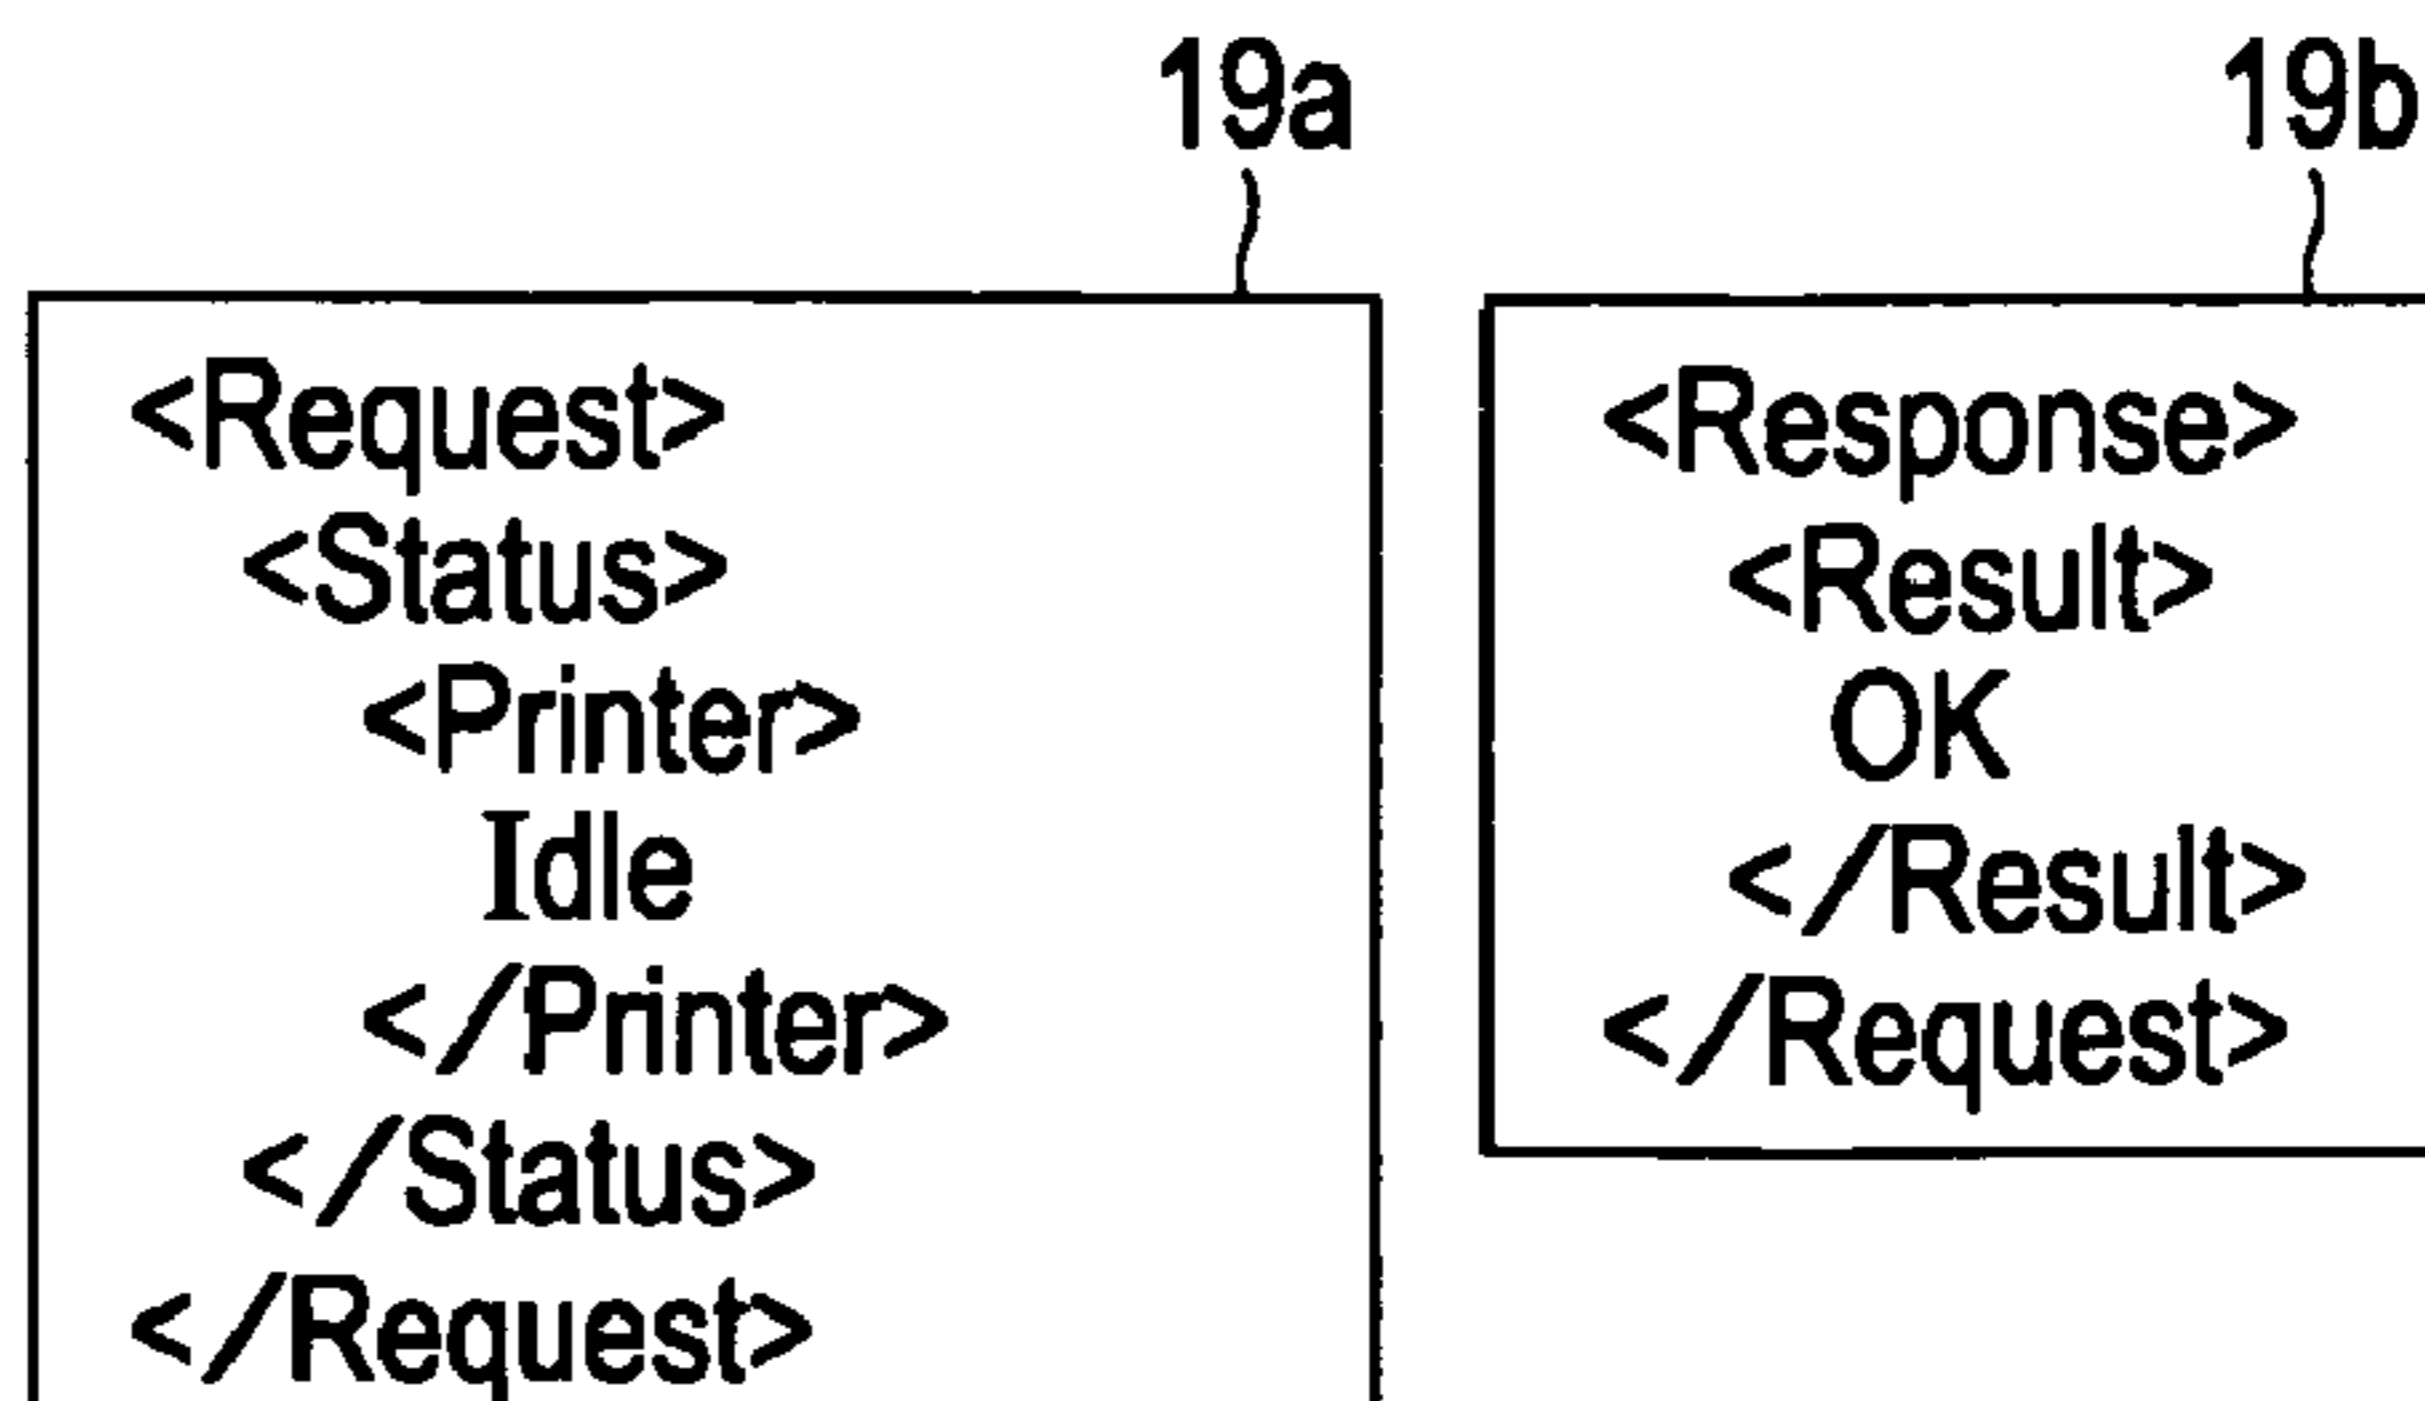 19a
<Request>
<Status>
<Printer>
Idle
</Printer>
</Status>
</Request>
19b
<Response>
<Result>
OK
</Result>
</Request>